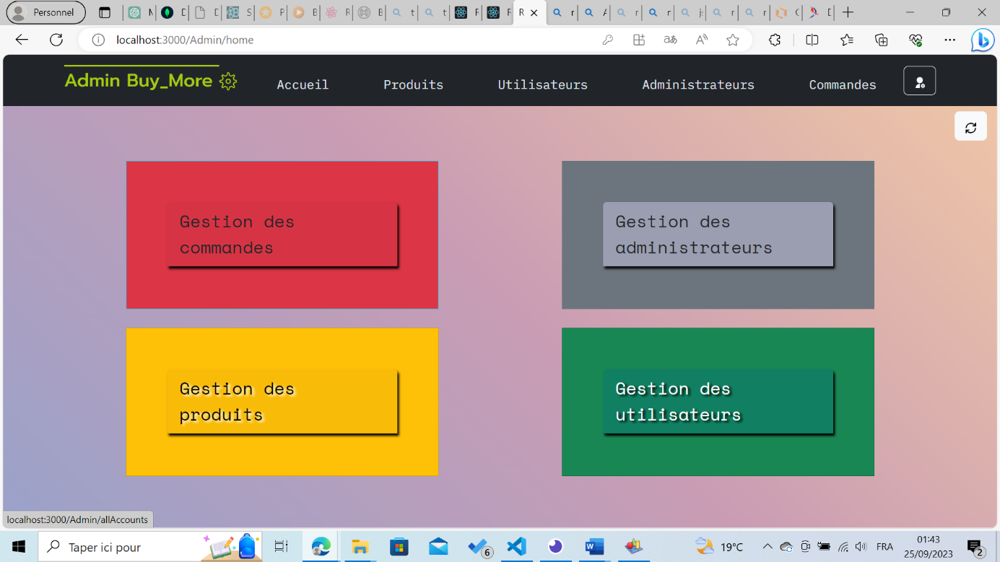 Personnel
localhost:3000/Admin/home
Admin Buy_More
Accueil
Produits
Utilisateurs
Administrateurs
Commandes
Gestion des
commandes
Gestion des
administrateurs
Gestion des
produits
Gestion des
utilisateurs
localhost:3000/Admin/allAccounts
Taper ici pour
6
19°C
FRA
01:43
25/09/2023
2